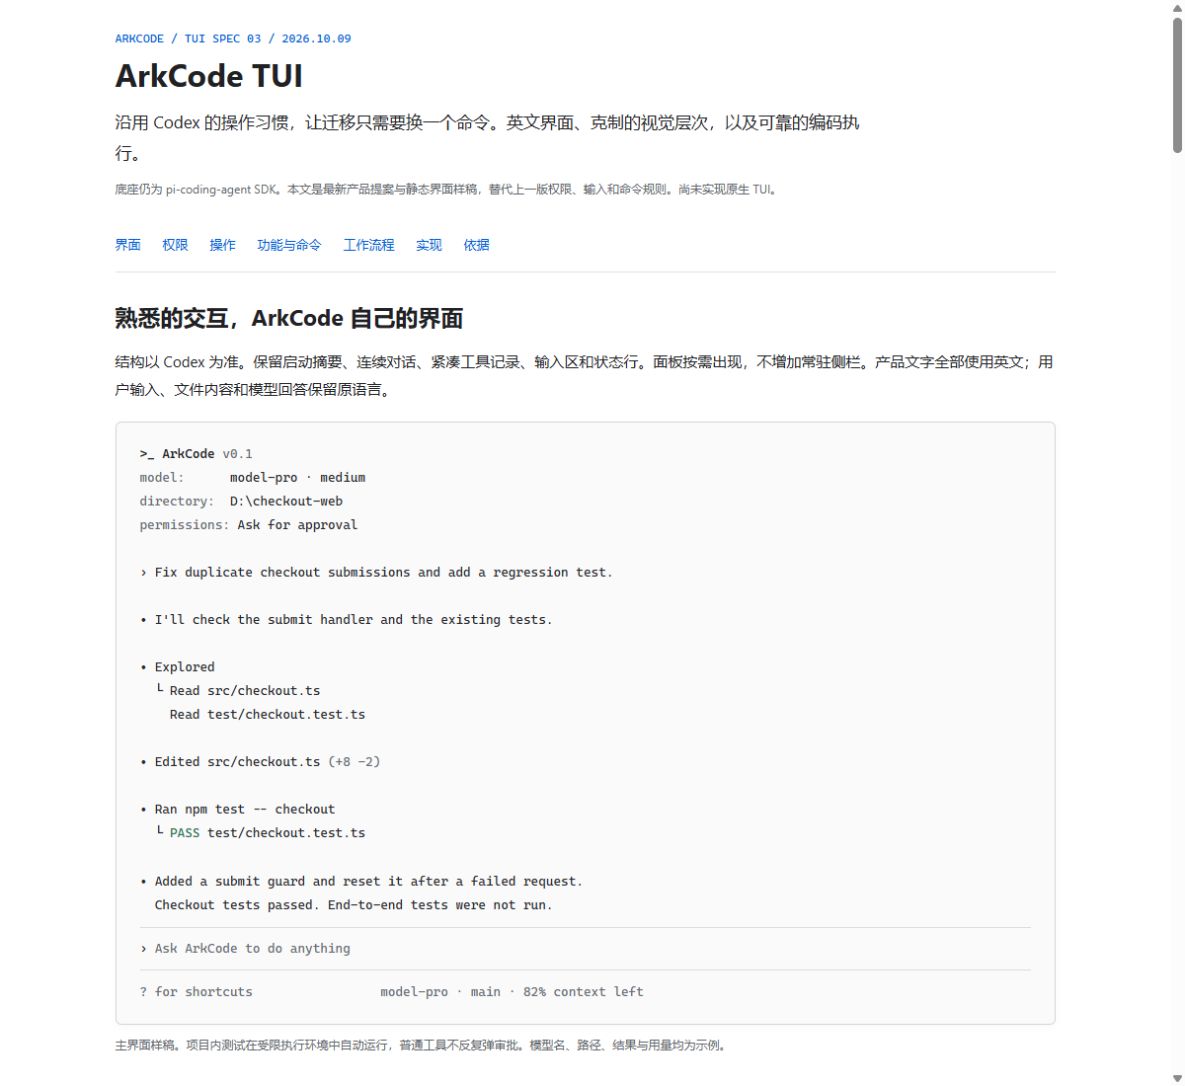 ARKCODE / TUI SPEC 03 / 2026.10.09
ArkCode TUI
沿用 Codex 的操作习惯，让迁移只需要换一个命令。英文界面、克制的视觉层次，以及可靠的编码执
行。
底座仍为 pi-coding-agent SDK。本文是最新产品提案与静态界面样稿，替代上一版权限、输入和命令规则。尚未实现原生 TUI。
界面 权限 操作 功能与命令 工作流程 实现 依据
熟悉的交互，ArkCode 自己的界面
结构以 Codex 为准。保留启动摘要、连续对话、紧凑工具记录、输入区和状态行。面板按需出现，不增加常驻侧栏。产品文字全部使用英文；用
户输入、文件内容和模型回答保留原语言。
>_ ArkCode v0.1
model: model-pro · medium
directory: D:\checkout-web
permissions: Ask for approval
› Fix duplicate checkout submissions and add a regression test.
• I'll check the submit handler and the existing tests.
• Explored
└ Read src/checkout.ts
Read test/checkout.test.ts
• Edited src/checkout.ts (+8 -2)
• Ran npm test -- checkout
└ PASS test/checkout.test.ts
• Added a submit guard and reset it after a failed request.
Checkout tests passed. End-to-end tests were not run.
› Ask ArkCode to do anything
? for shortcuts model-pro · main · 82% context left
主界面样稿。项目内测试在受限执行环境中自动运行，普通工具不反复弹审批。模型名、路径、结果与用量均为示例。